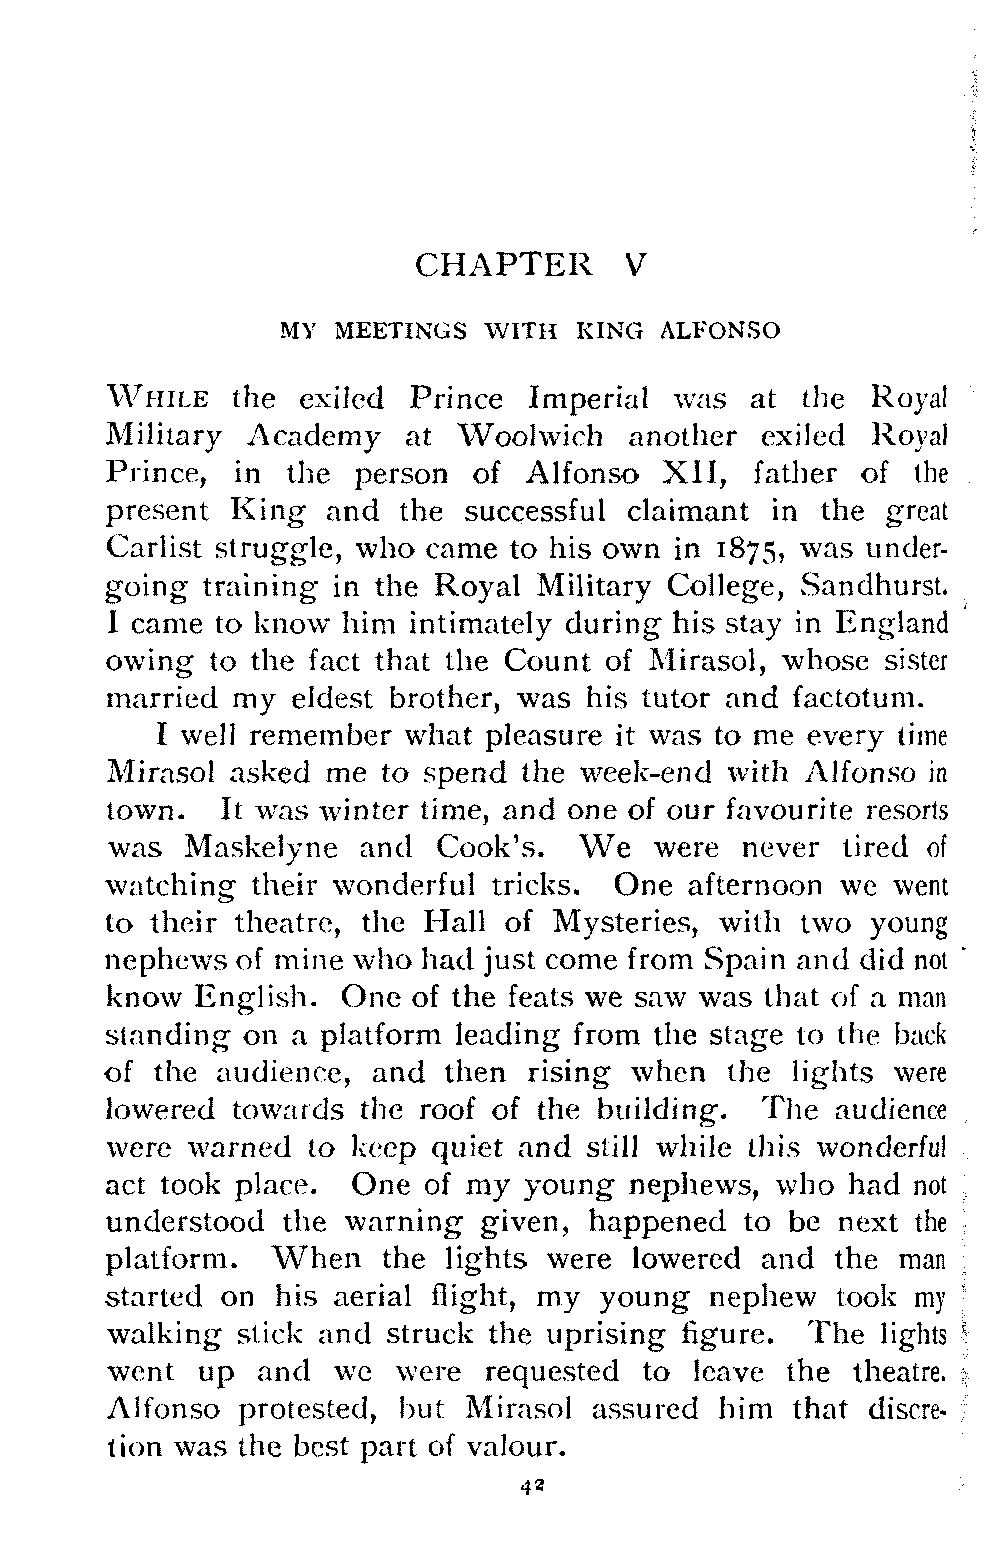 CHAPTER V
MY MEETINGS WITH KING ALFONSO
WHILE the exiled Prince Imperial was at the Royal
Military Academy at Woolwich another exiled Royal
Prince, in the person of Alfonso XII, father of the
present King and the successful claimant in the great
Carlist struggle, who came to his own in 1875, was under-
going training in the Royal Military College, Sandhurst.
I came to know him intimately during his stay in England
owing to the fact that the Count of Mirasol, whose sister
married my eldest brother, was his tutor and factotum.
I well remember what pleasure it was to me every time
Mirasol asked me to spend the week-end with Alfonso in
town. It was winter time, and one of our favourite resorts
was Maskelyne and Cook's. We were never tired of
watching their wonderful tricks. One afternoon we went
to their theatre, the Hall of Mysteries, with two young
nephews of mine who had just come from Spain and did not
know English. One of the feats we saw was that of a man
standing on a platform leading from the stage to the back
of the audience, and then rising when the lights were
lowered towards the roof of the building. The audience
were warned to keep quiet and still while this wonderful
act took place. One of my young nephews, who had not
understood the warning given, happened to be next the
platform. When the lights were lowered and the man
started on his aerial flight, my young nephew took my
walking stick and struck the uprising figure. The lights
went up and we were requested to leave the theatre.
Alfonso protested, but Mirasol assured him that discre-
tion was the best part of valour.
42